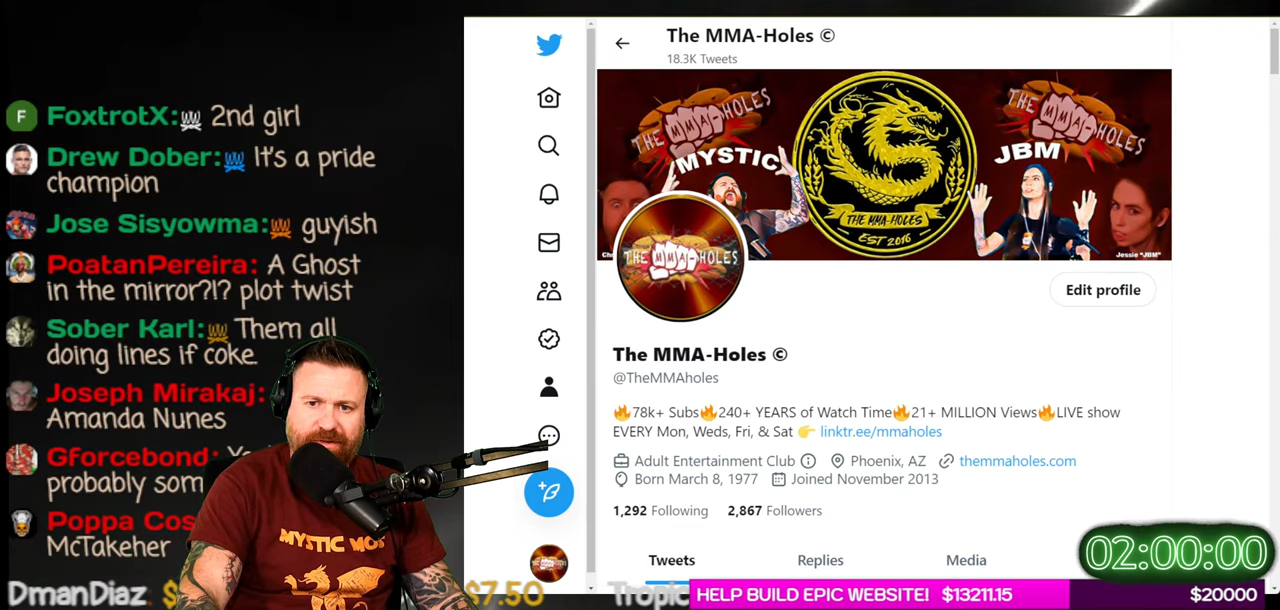 FoxtrotX: 2nd girl
Drew Dober: It's a pride
champion
Jose Sisyowma: guyish
PoatanPereira: A Ghost
in the mirror?!? plot twist
Sober Karl: Them all
doing lines if coke.
Joseph Mirakaj:
Amanda Nunes
Gforcebond:
probably som
Poppa Cos
McTakeher
MYSTIC
DmanDiaz
$7.50
Tropic
The MMA-Holes ©
18.3K Tweets
THE MMA-HOLES
MYSTIC
THE MMA-HOLES
EST 2016
THE MMA-HOLES
JBM
Jessie "JBM"
THE MMA-HOLES
Edit profile
The MMA-Holes ©
@TheMMAholes
🔥78k+ Subs🔥240+ YEARS of Watch Time🔥21+ MILLION Views🔥LIVE show
EVERY Mon, Weds, Fri, & Sat 👉 linktr.ee/mmaholes
Adult Entertainment Club Phoenix, AZ themmaholes.com
Born March 8, 1977 Joined November 2013
1,292 Following 2,867 Followers
Tweets Replies Media
02:00:00
HELP BUILD EPIC WEBSITE! $13211.15 $20000